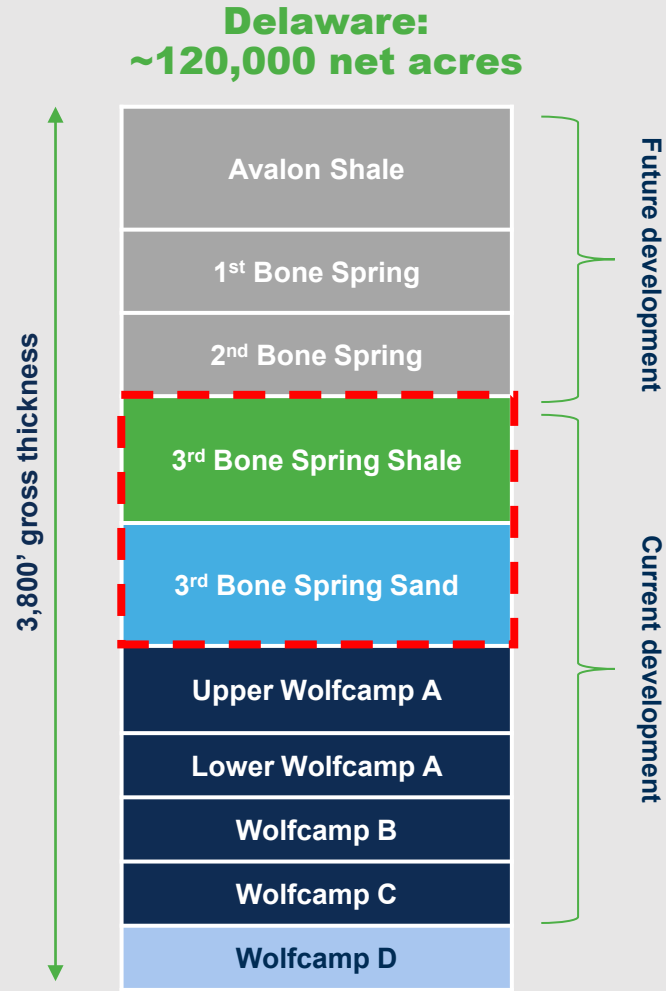 Delaware:
~120,000 net acres
3,800’ gross thickness
Avalon Shale
1st Bone Spring
2nd Bone Spring
3rd Bone Spring Shale
3rd Bone Spring Sand
Upper Wolfcamp A
Lower Wolfcamp A
Wolfcamp B
Wolfcamp C
Wolfcamp D
Future development
Current development